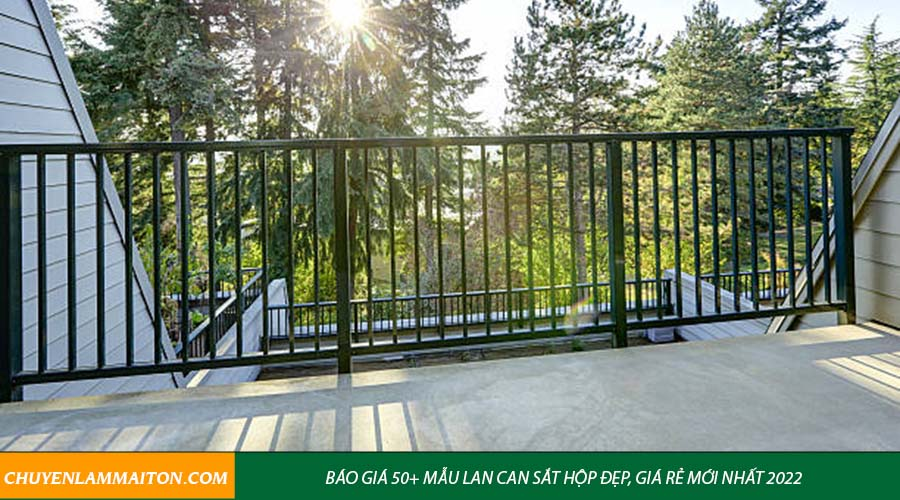 CHUYENLAMMAITON.COM
BÁO GIÁ 50+ MẪU LAN CAN SẮT HỘP ĐẸP, GIÁ RẺ MỚI NHẤT 2022